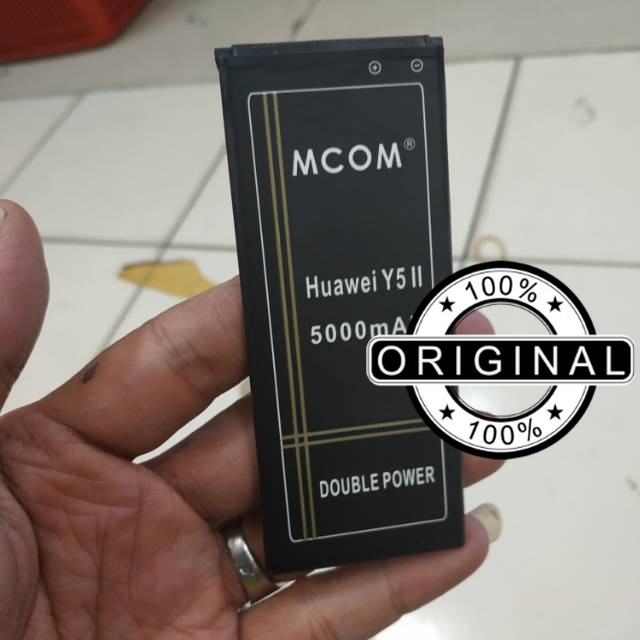 MCOM®
Huawei Y5 II
5000mA
DOUBLE POWER
100%
ORIGINAL
100%